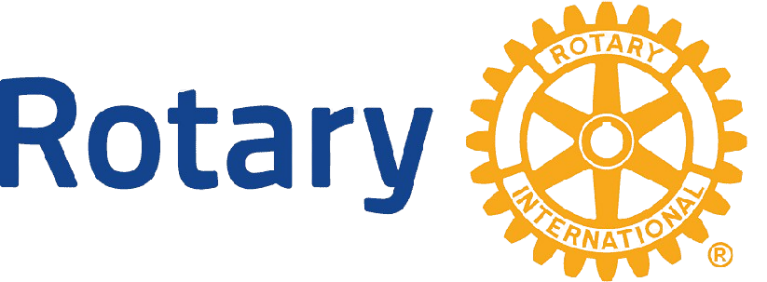 Rotary
ROTARY
INTERNATIONAL
®